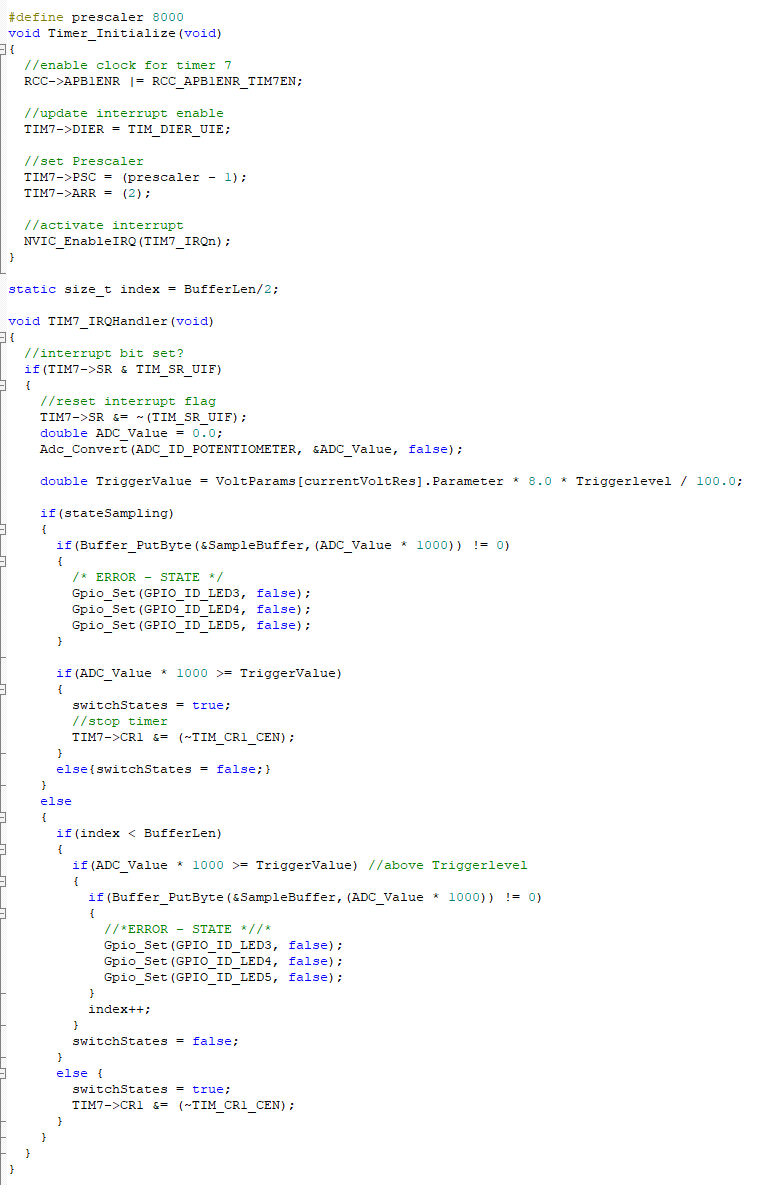 #define prescaler 8000
void Timer_Initialize(void)
{
  //enable clock for timer 7
  RCC->APB1ENR |= RCC_APB1ENR_TIM7EN;

  //update interrupt enable
  TIM7->DIER = TIM_DIER_UIE;

  //set Prescaler
  TIM7->PSC = (prescaler - 1);
  TIM7->ARR = (2);

  //activate interrupt
  NVIC_EnableIRQ(TIM7_IRQn);
}

static size_t index = BufferLen/2;

void TIM7_IRQHandler(void)
{
  //interrupt bit set?
  if(TIM7->SR & TIM_SR_UIF)
  {
    //reset interrupt flag
    TIM7->SR &= ~(TIM_SR_UIF);
    double ADC_Value = 0.0;
    Adc_Convert(ADC_ID_POTENTIOMETER, &ADC_Value, false);

    double TriggerValue = VoltParams[currentVoltRes].Parameter * 8.0 * Triggerlevel / 100.0;

    if(stateSampling)
    {
      if(Buffer_PutByte(&SampleBuffer,(ADC_Value * 1000)) != 0)
      {
        /* ERROR - STATE */
        Gpio_Set(GPIO_ID_LED3, false);
        Gpio_Set(GPIO_ID_LED4, false);
        Gpio_Set(GPIO_ID_LED5, false);
      }

      if(ADC_Value * 1000 >= TriggerValue)
      {
        switchStates = true;
        //stop timer
        TIM7->CR1 &= (~TIM_CR1_CEN);
      }
      else{switchStates = false;}
    }
    else
    {
      if(index < BufferLen)
      {
        if(ADC_Value * 1000 >= TriggerValue) //above Triggerlevel
        {
          if(Buffer_PutByte(&SampleBuffer,(ADC_Value * 1000)) != 0)
          {
            //*ERROR - STATE *//*
            Gpio_Set(GPIO_ID_LED3, false);
            Gpio_Set(GPIO_ID_LED4, false);
            Gpio_Set(GPIO_ID_LED5, false);
          }
          index++;
        }
        switchStates = false;
      }
      else {
        switchStates = true;
        TIM7->CR1 &= (~TIM_CR1_CEN);
      }
    }
  }
}